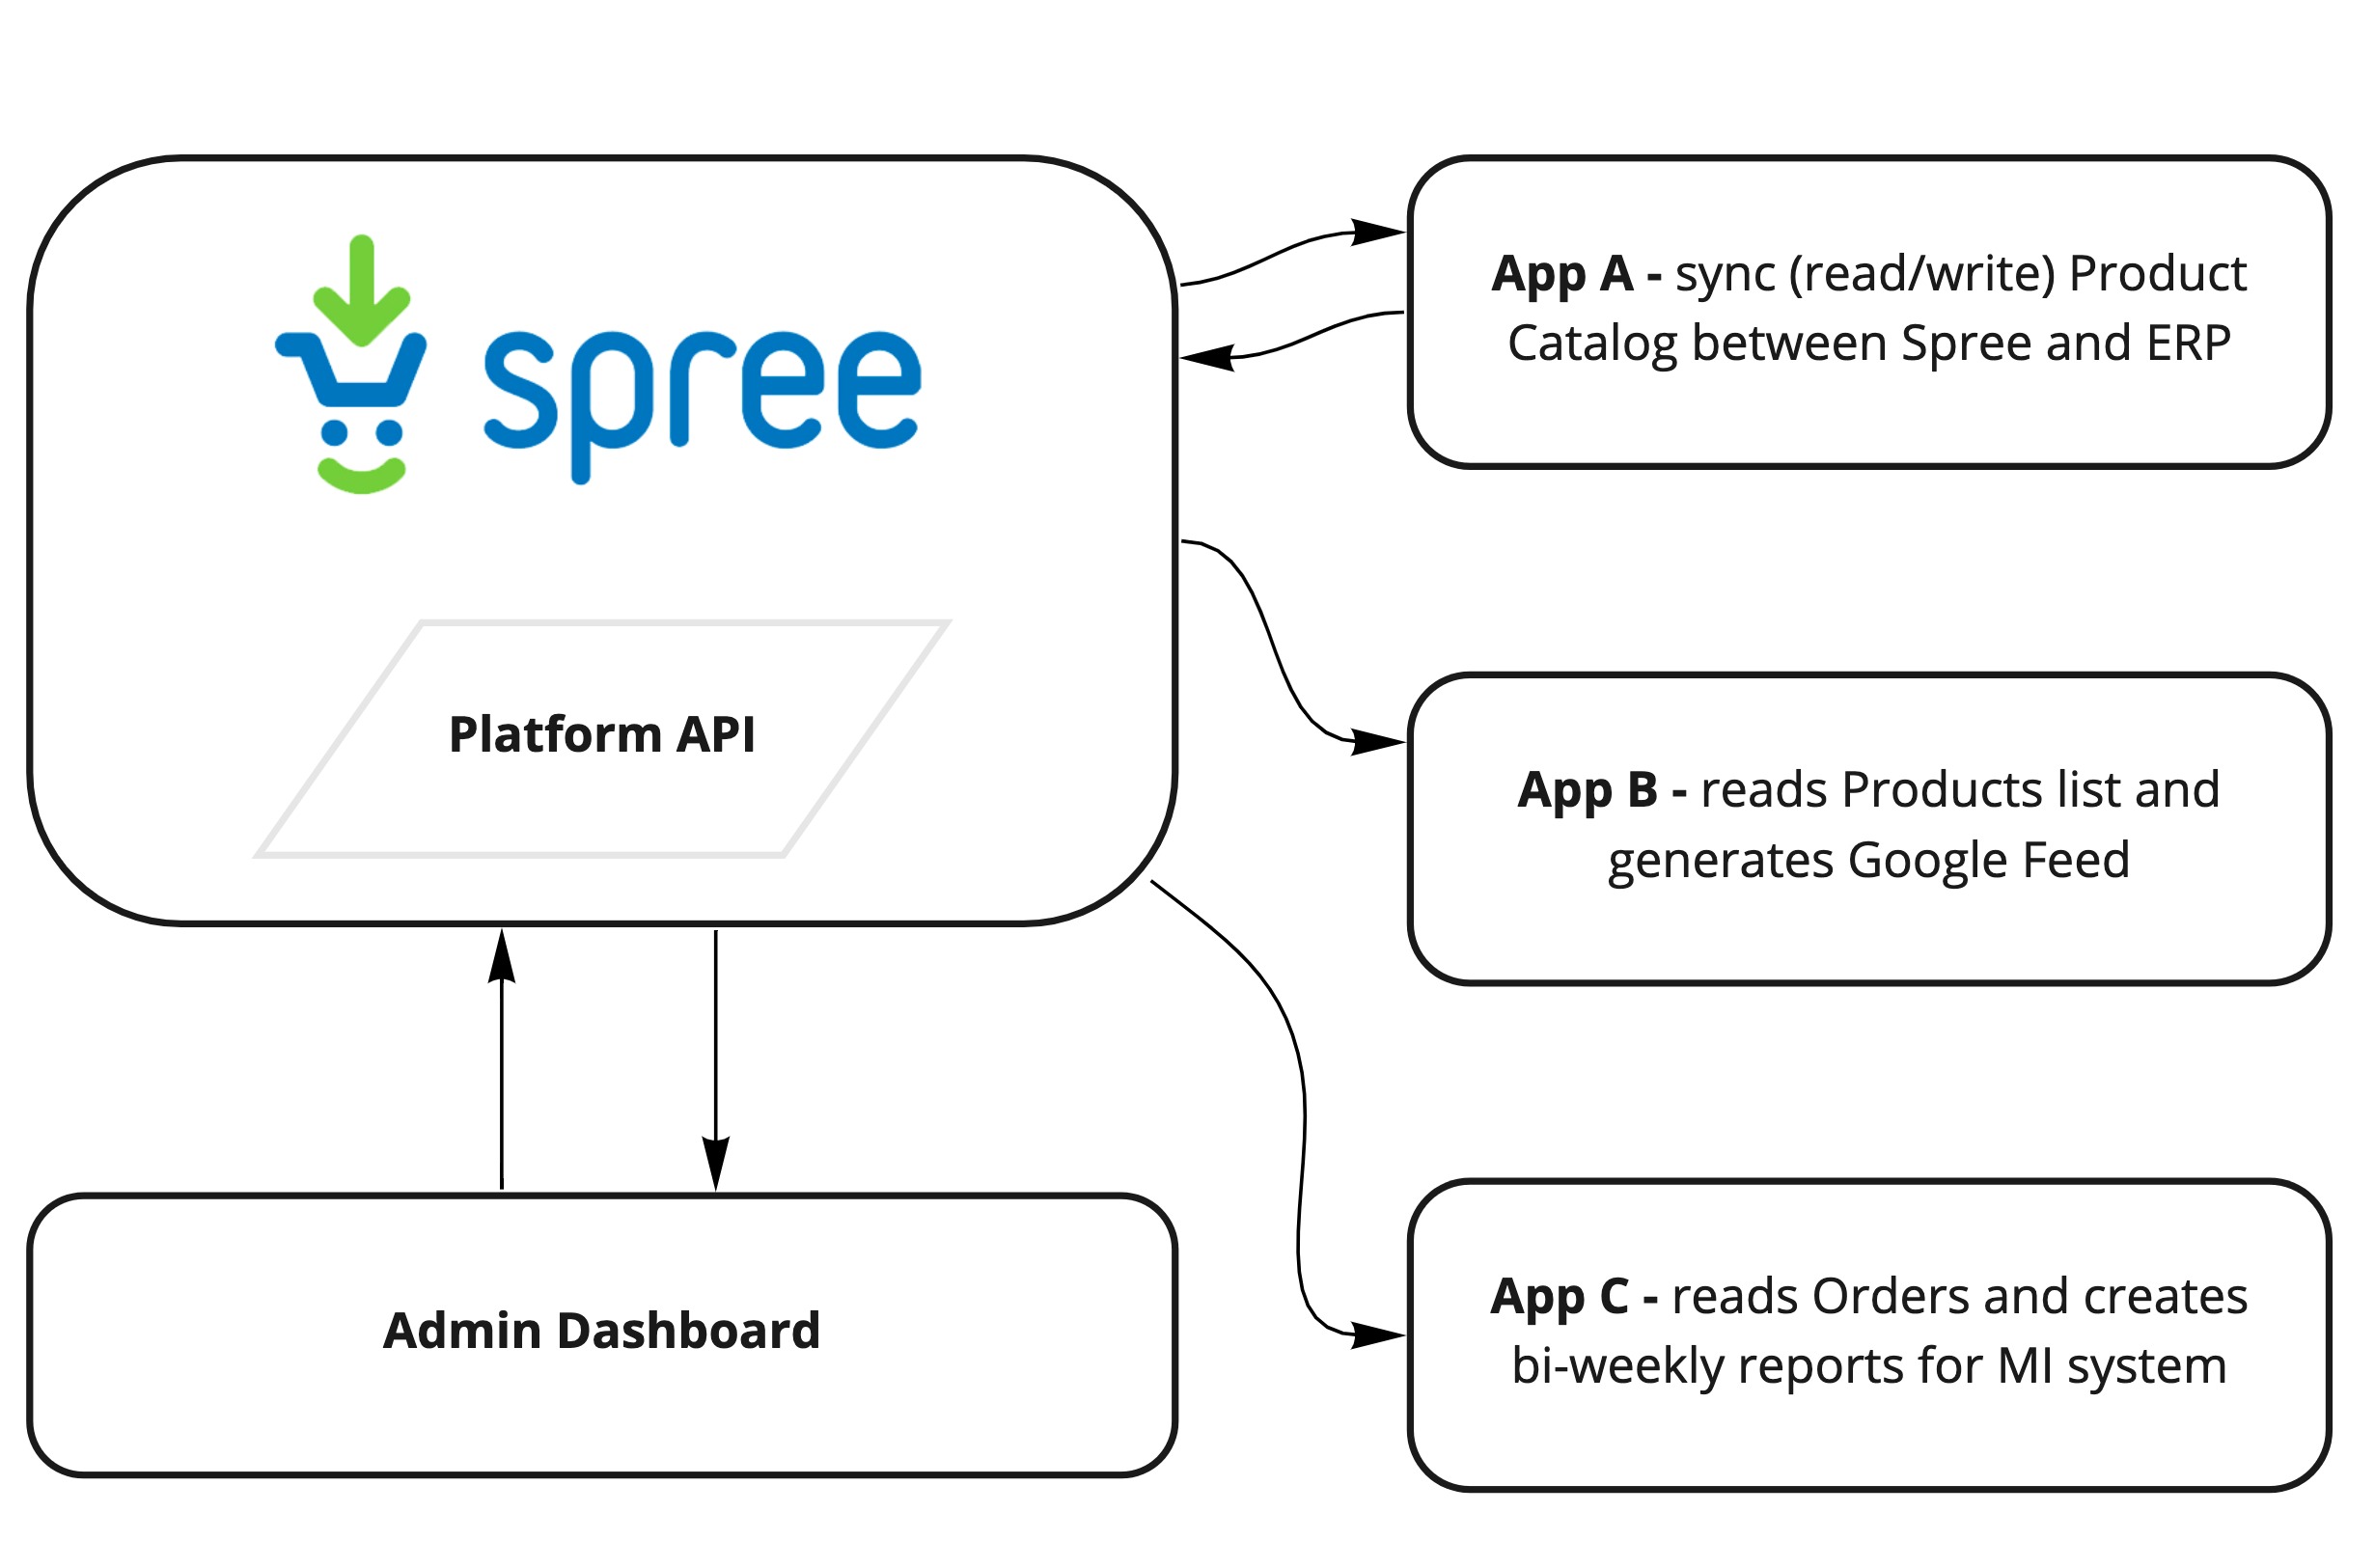 spree
Platform API
Admin Dashboard
App A - sync (read/write) Product
Catalog between Spree and ERP
App B - reads Products list and
generates Google Feed
App C - reads Orders and creates
bi-weekly reports for MI system